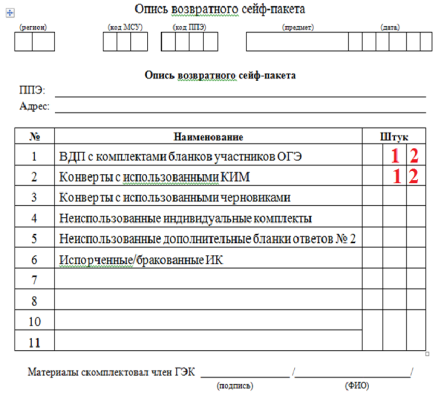 Опись возвратного сейф-пакета
(регион) (код МСУ) (код ППЭ) (предмет) (дата)
Опись возвратного сейф-пакета
ППЭ:
Адрес:
№ Наименование Штук
1 ВДП с комплектами бланков участников ОГЭ 1 2
2 Конверты с использованными КИМ 1 2
3 Конверты с использованными черновиками
4 Неиспользованные индивидуальные комплекты
5 Неиспользованные дополнительные бланки ответов № 2
6 Испорченные/бракованные ИК
7
8
10
11
Материалы скомплектовал член ГЭК / /
(подпись) (ФИО)